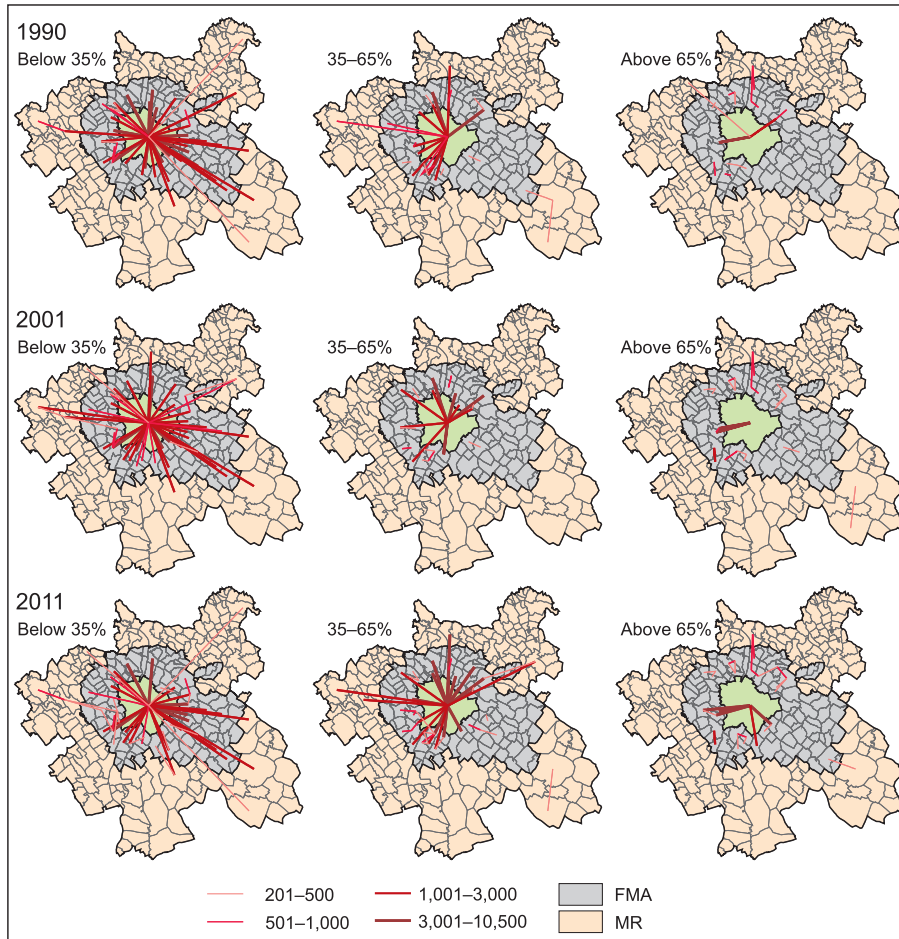 1990
Below 35%
35–65%
Above 65%
2001
Below 35%
35–65%
Above 65%
2011
Below 35%
35–65%
Above 65%
201–500
1,001–3,000
FMA
501–1,000
3,001–10,500
MR